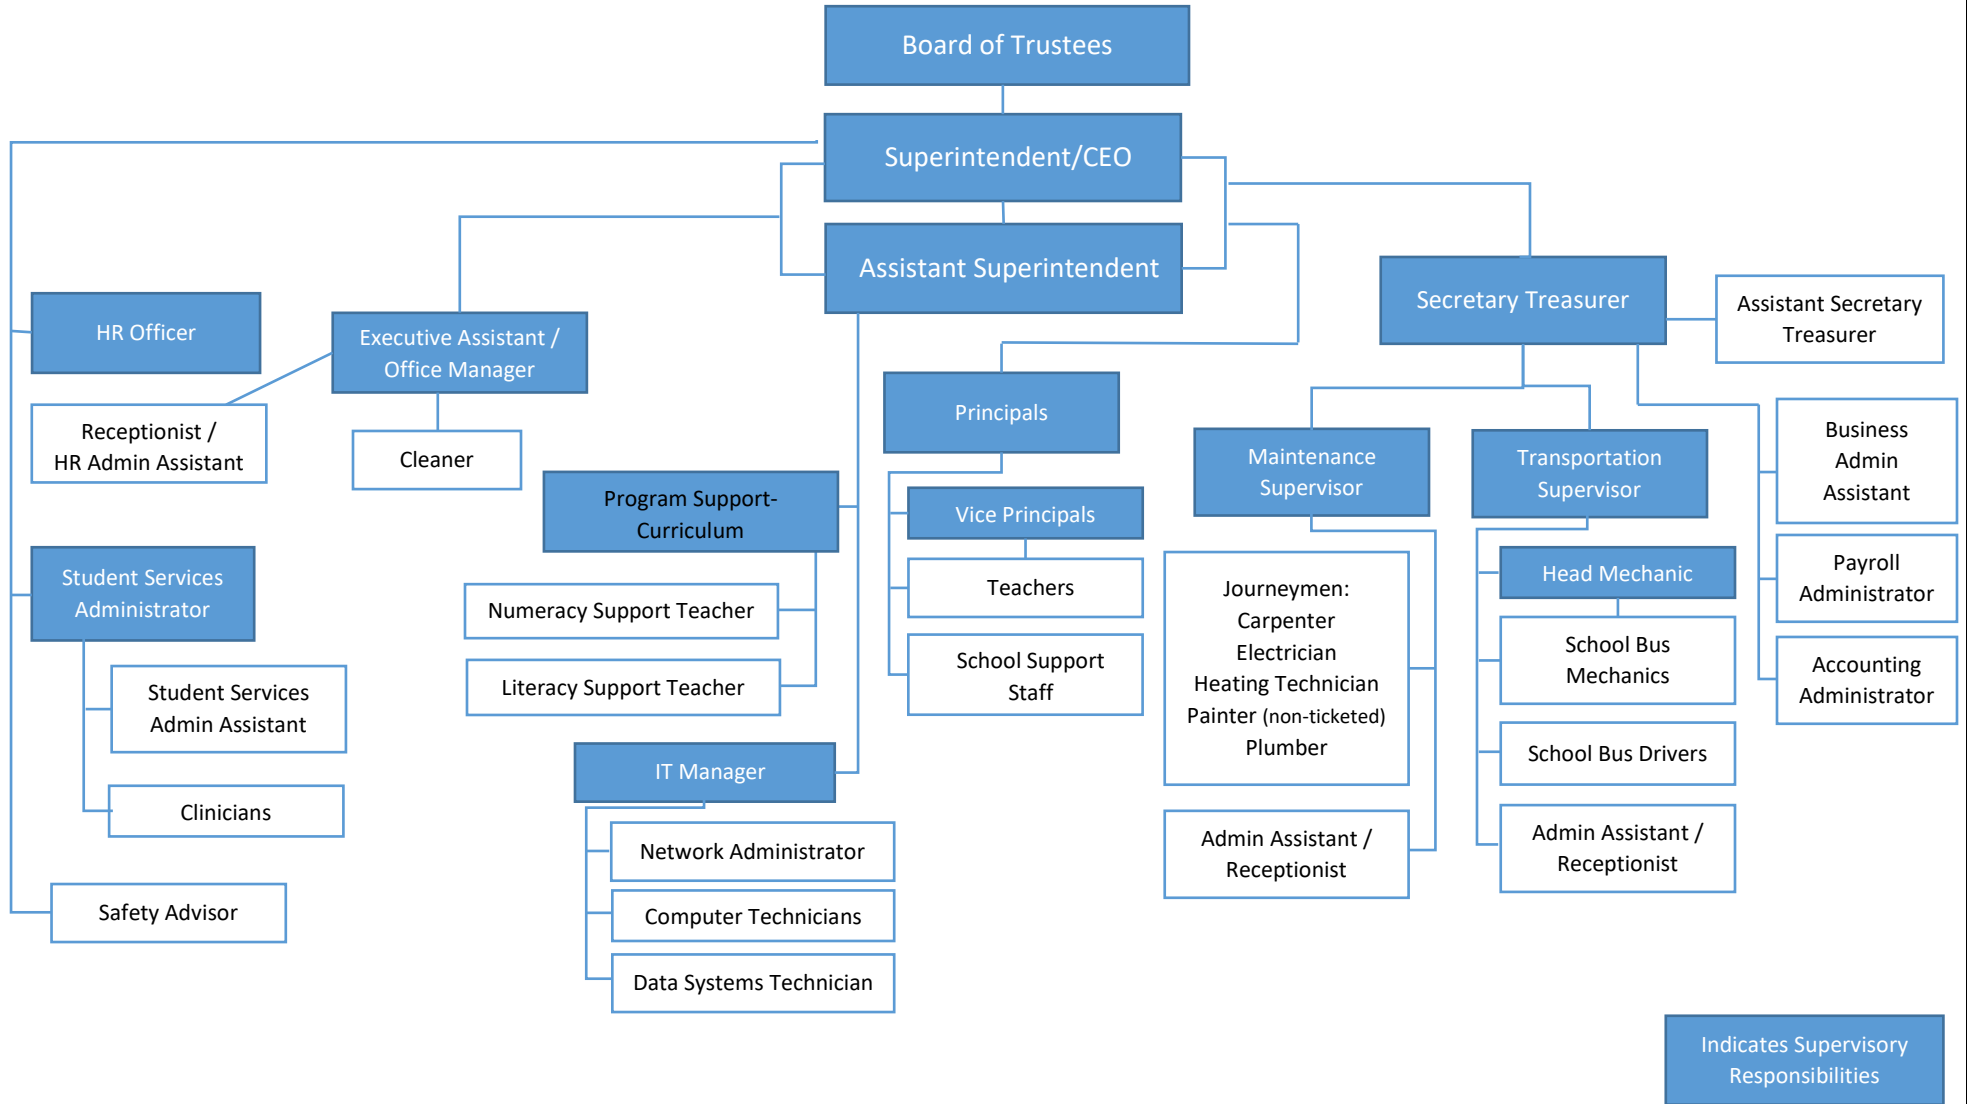 Board of Trustees
Superintendent/CEO
Assistant Superintendent
Secretary Treasurer
Assistant Secretary
Treasurer
HR Officer
Executive Assistant /
Office Manager
Receptionist /
HR Admin Assistant
Cleaner
Principals
Maintenance
Supervisor
Transportation
Supervisor
Business
Admin
Assistant
Program Support-
Curriculum
Vice Principals
Head Mechanic
Payroll
Administrator
Student Services
Administrator
Numeracy Support Teacher
Teachers
Journeymen:
Carpenter
Electrician
Heating Technician
Painter (non-ticketed)
Plumber
School Bus
Mechanics
Accounting
Administrator
Student Services
Admin Assistant
Literacy Support Teacher
School Support
Staff
School Bus Drivers
IT Manager
Clinicians
Network Administrator
Admin Assistant /
Receptionist
Admin Assistant /
Receptionist
Safety Advisor
Computer Technicians
Data Systems Technician
Indicates Supervisory
Responsibilities